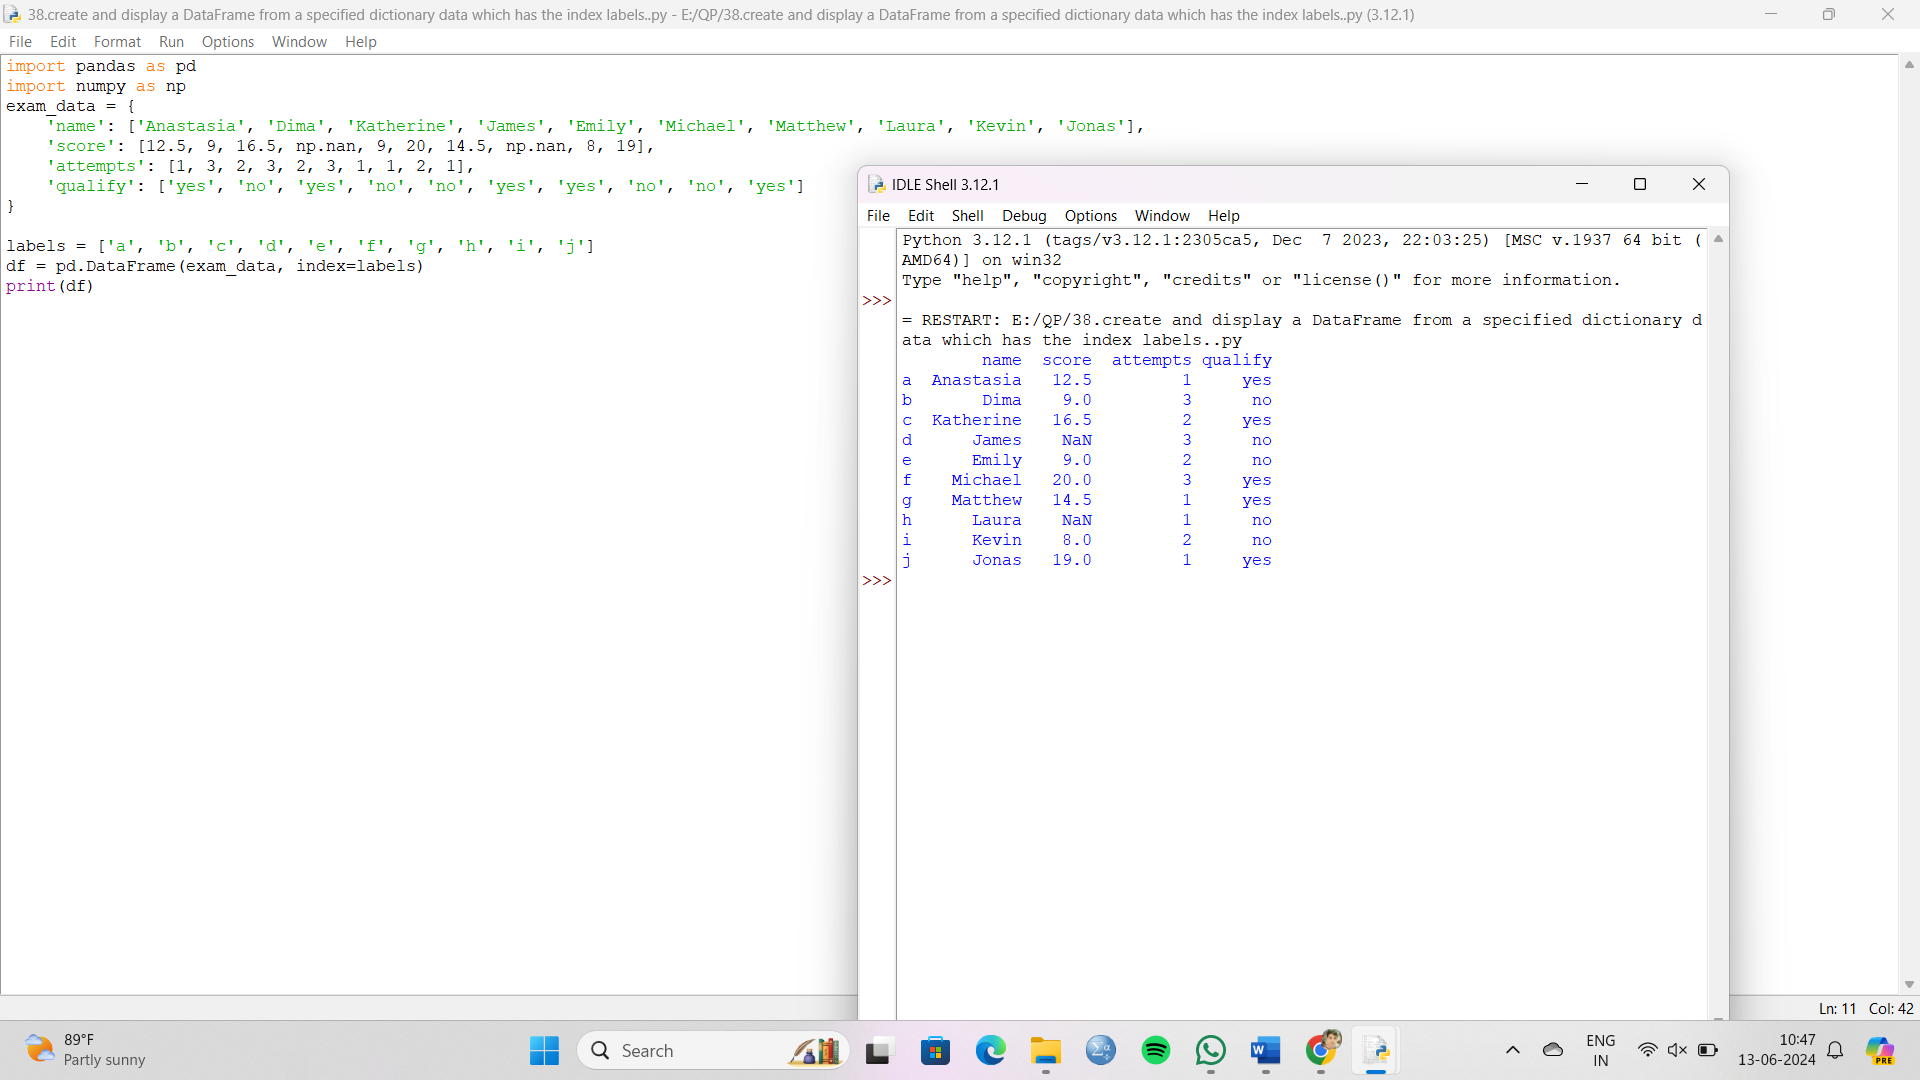 38.create and display a DataFrame from a specified dictionary data which has the index labels..py - E:/QP/38.create and display a DataFrame from a specified dictionary data which has the index labels..py (3.12.1)
File Edit Format Run Options Window Help
import pandas as pd
import numpy as np
exam_data = {
    'name': ['Anastasia', 'Dima', 'Katherine', 'James', 'Emily', 'Michael', 'Matthew', 'Laura', 'Kevin', 'Jonas'],
    'score': [12.5, 9, 16.5, np.nan, 9, 20, 14.5, np.nan, 8, 19],
    'attempts': [1, 3, 2, 3, 2, 3, 1, 1, 2, 1],
    'qualify': ['yes', 'no', 'yes', 'no', 'no', 'yes', 'yes', 'no', 'no', 'yes']
}
labels = ['a', 'b', 'c', 'd', 'e', 'f', 'g', 'h', 'i', 'j']
df = pd.DataFrame(exam_data, index=labels)
print(df)
IDLE Shell 3.12.1
File Edit Shell Debug Options Window Help
Python 3.12.1 (tags/v3.12.1:2305ca5, Dec  7 2023, 22:03:25) [MSC v.1937 64 bit (
AMD64)] on win32
Type "help", "copyright", "credits" or "license()" for more information.
>>>
= RESTART: E:/QP/38.create and display a DataFrame from a specified dictionary d
ata which has the index labels..py
        name  score  attempts qualify
a  Anastasia   12.5         1     yes
b       Dima    9.0         3      no
c  Katherine   16.5         2     yes
d      James    NaN         3      no
e      Emily    9.0         2      no
f    Michael   20.0         3     yes
g    Matthew   14.5         1     yes
h      Laura    NaN         1      no
i      Kevin    8.0         2      no
j      Jonas   19.0         1     yes
>>>
Ln: 11 Col: 42
89°F
Partly sunny
Search
ENG
IN
10:47
13-06-2024
PRE